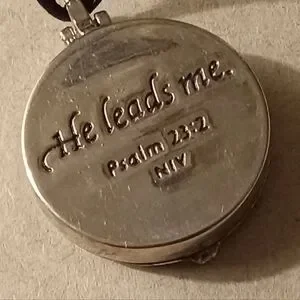 He leads me.
Psalm 23:2
NIV